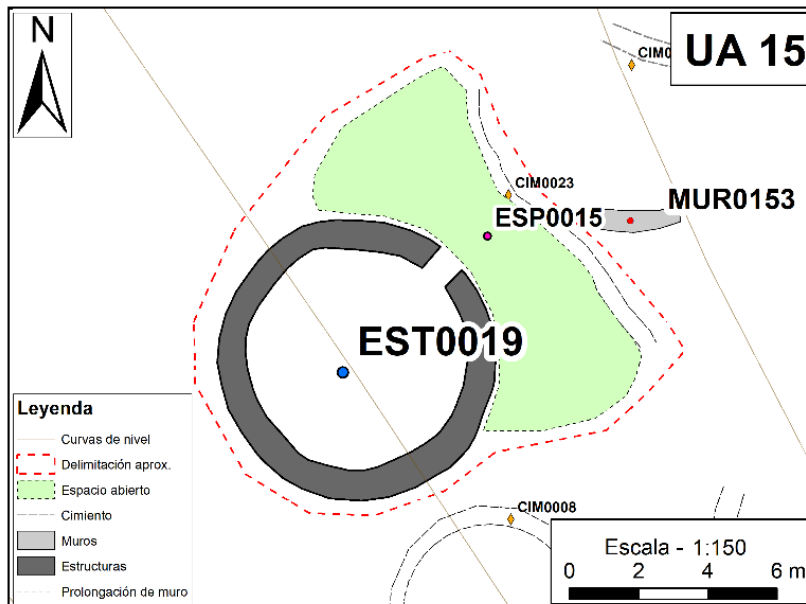 N
UA 15
CIM0
CIM0023
MUR0153
ESP0015
EST0019
Leyenda
Curvas de nivel
Delimitación aprox.
Espacio abierto
Cimiento
Muros
Estructuras
Prolongación de muro
CIM0008
Escala - 1:150
0 2 4 6 m